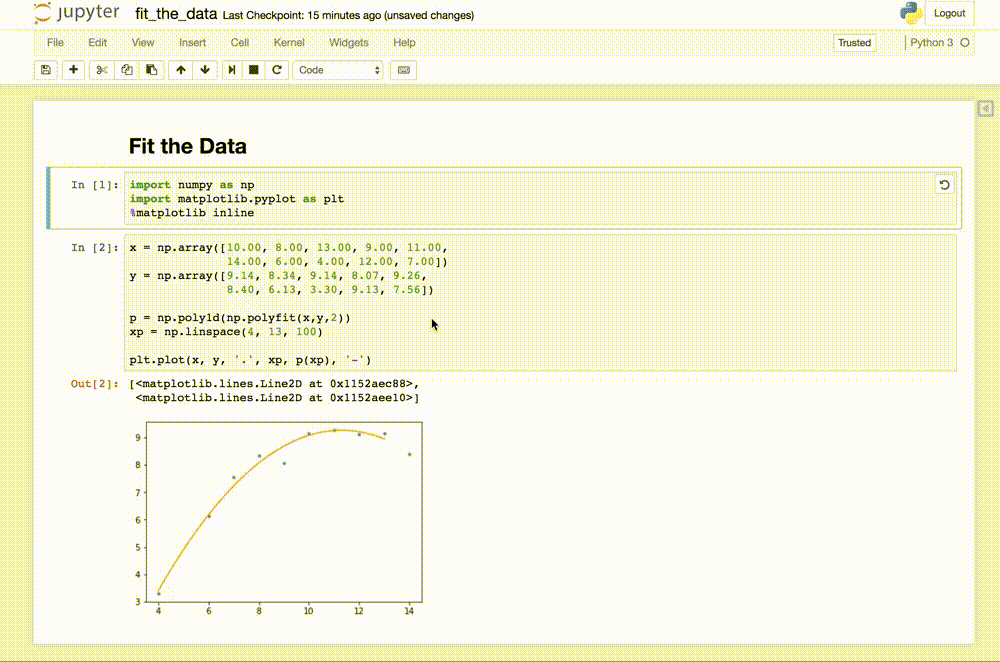 jupyter fit_the_data Last Checkpoint: 15 minutes ago (unsaved changes) Logout
File Edit View Insert Cell Kernel Widgets Help Trusted Python 3
Code
Fit the Data
In [1]: import numpy as np
import matplotlib.pyplot as plt
%matplotlib inline
In [2]: x = np.array([10.00, 8.00, 13.00, 9.00, 11.00,
14.00, 6.00, 4.00, 12.00, 7.00])
y = np.array([9.14, 8.34, 9.14, 8.07, 9.26,
8.40, 6.13, 3.30, 9.13, 7.56])
p = np.poly1d(np.polyfit(x,y,2))
xp = np.linspace(4, 13, 100)
plt.plot(x, y, '.', xp, p(xp), '-')
Out[2]: [<matplotlib.lines.Line2D at 0x1152aec88>,
<matplotlib.lines.Line2D at 0x1152aee10>]
9
8
7
6
5
4
3
4 6 8 10 12 14